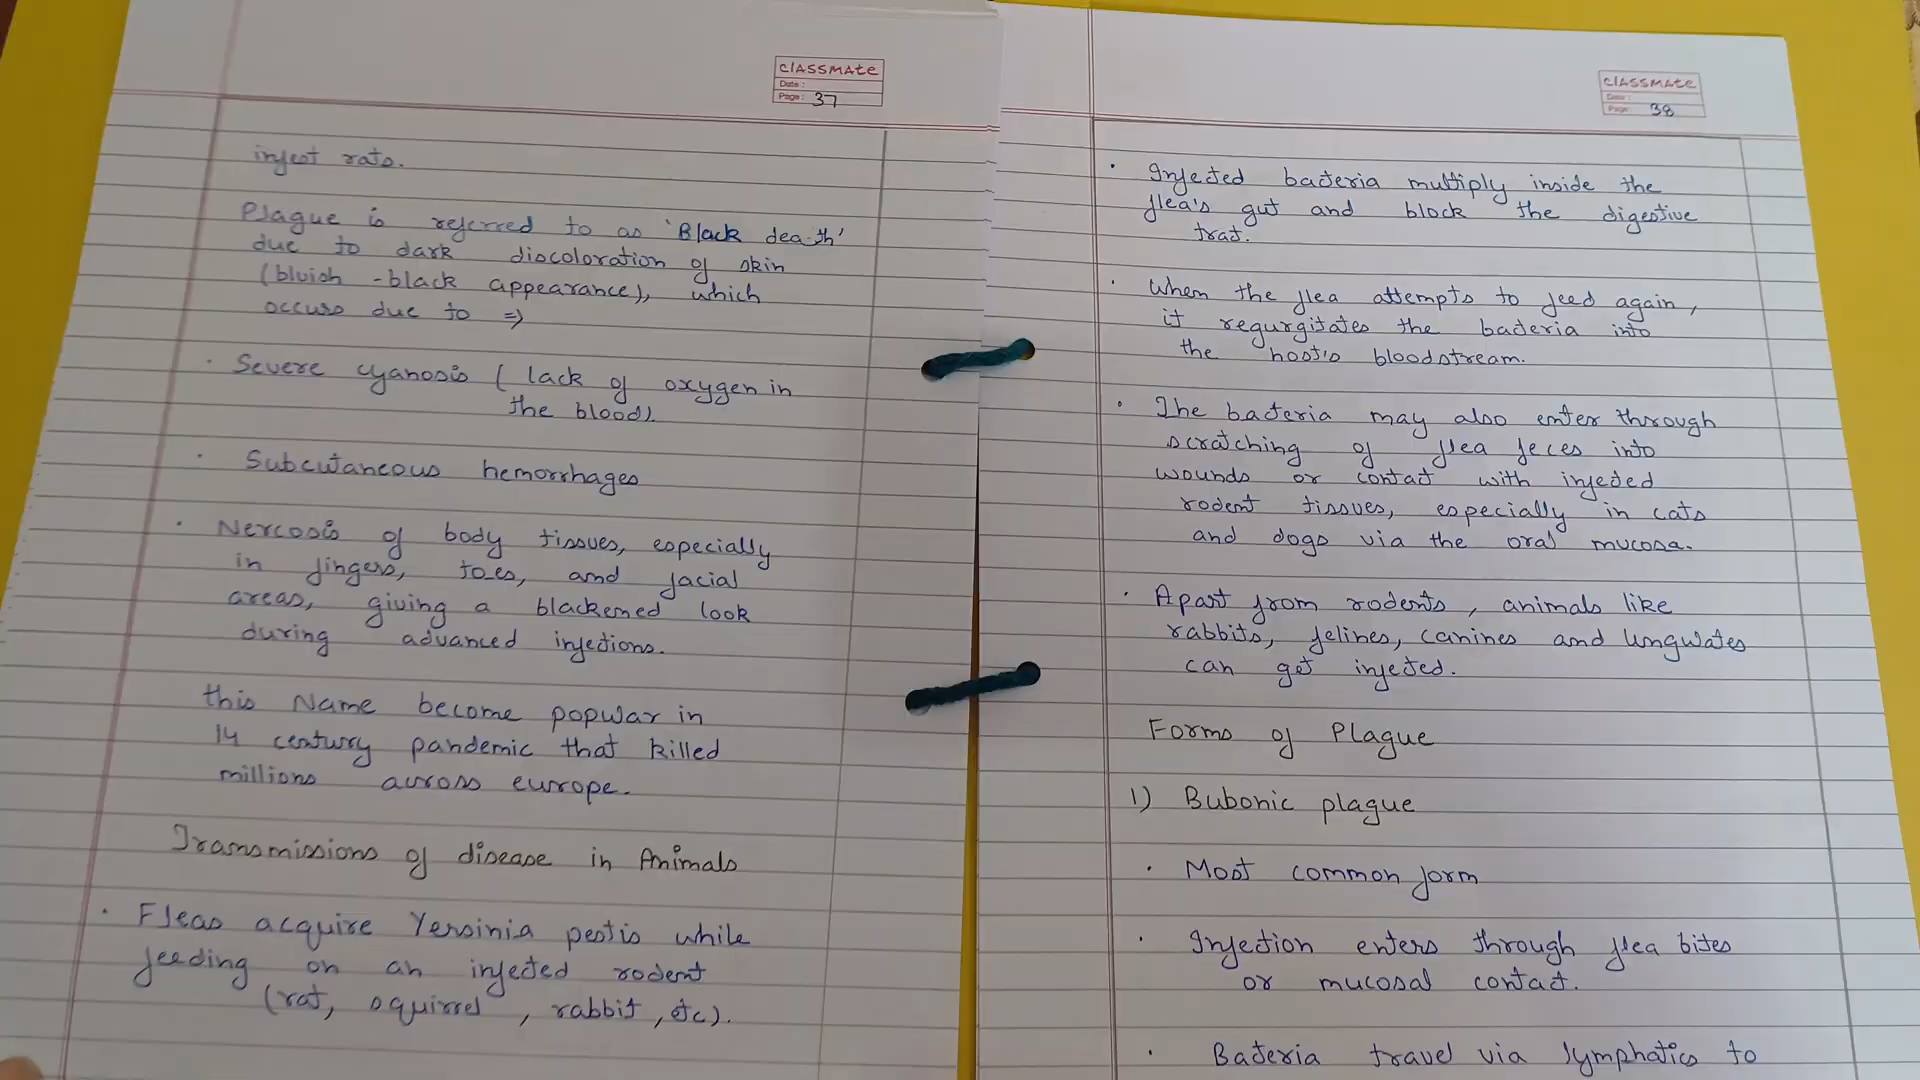 classmate
Date :
Page : 37
infect rats.
Plague is referred to as 'Black death'
due to dark discoloration of skin
(bluish-black appearance), which
occurs due to ⇒
· Severe cyanosis (lack of oxygen in
the blood).
· Subcutaneous hemorrhages
· Nercosis of body tissues, especially
in fingers, toes, and facial
areas, giving a blackened look
during advanced infections.
this Name become popular in
14 century pandemic that killed
millions across europe.
Transmissions of disease in Animals
· Fleas acquire Yersinia pestis while
feeding on an infected rodent
(rat, squirrel, rabbit, etc).
classmate
Date :
Page : 38
· Infected bacteria multiply inside the
flea's gut and block the digestive
trat.
· When the flea attempts to feed again,
it regurgitates the bacteria into
the host's bloodstream.
· The bacteria may also enter through
scratching of flea feces into
wounds or contact with infected
rodent tissues, especially in cats
and dogs via the oral mucosa.
· Apart from rodents, animals like
rabbits, felines, canines and ungulates
can get infected.
Forms of Plague
1) Bubonic plague
· Most common form
· Infection enters through flea bites
or mucosal contact.
· Bacteria travel via lymphatics to